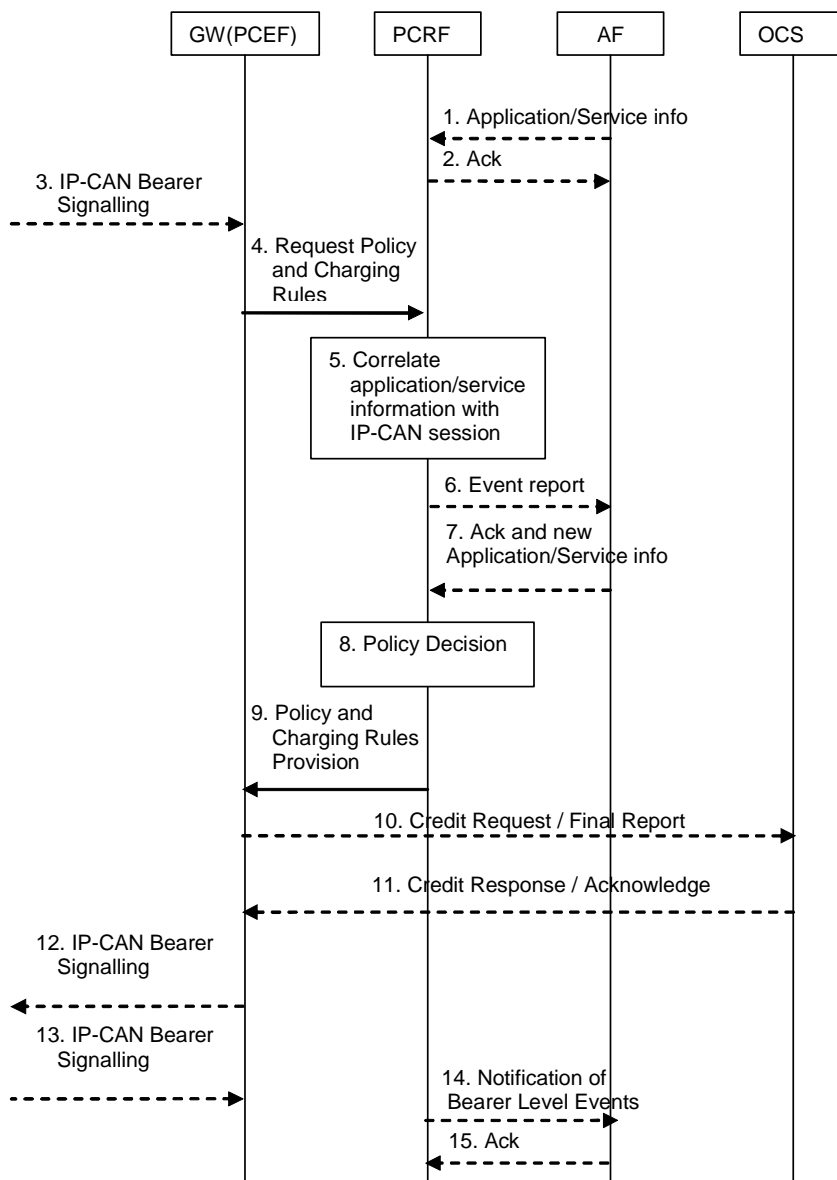 GW(PCEF)
PCRF
AF
OCS
1. Application/Service info
2. Ack
3. IP-CAN Bearer
Signalling
4. Request Policy
and Charging
Rules
5. Correlate
application/service
information with
IP-CAN session
6. Event report
7. Ack and new
Application/Service info
8. Policy Decision
9. Policy and
Charging Rules
Provision
10. Credit Request / Final Report
11. Credit Response / Acknowledge
12. IP-CAN Bearer
Signalling
13. IP-CAN Bearer
Signalling
14. Notification of
Bearer Level Events
15. Ack